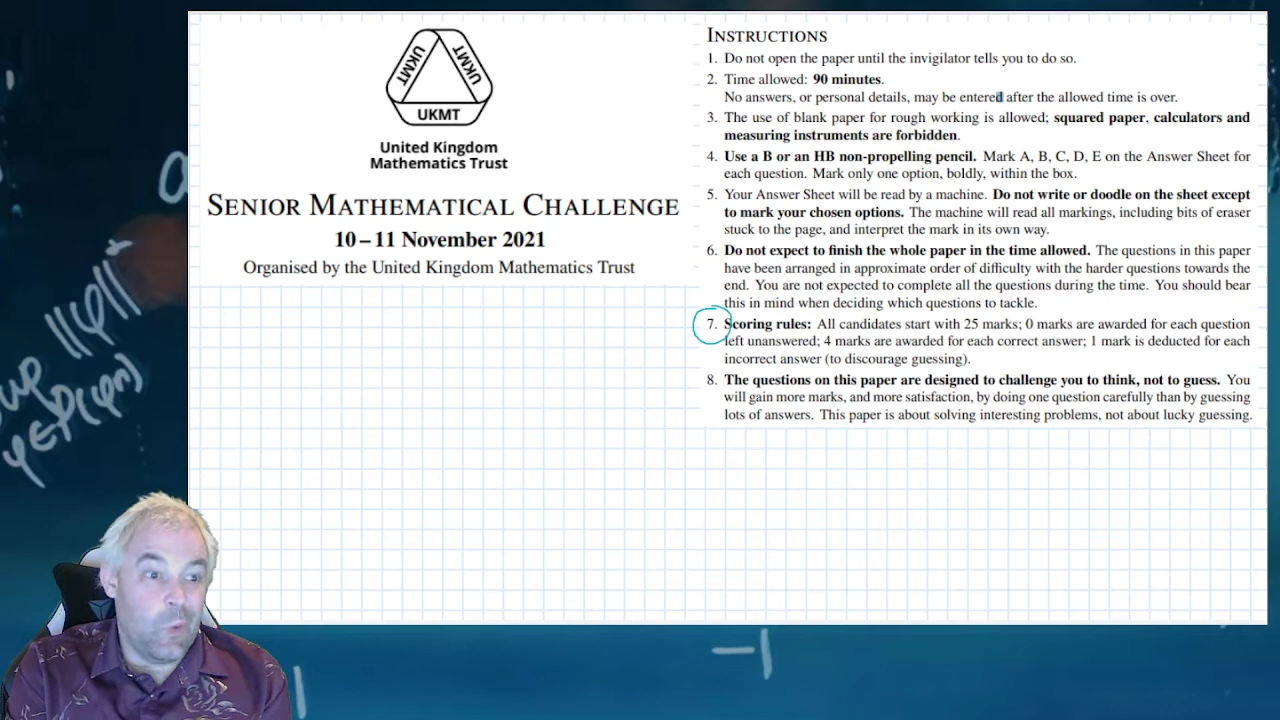 UKMT
UKMT
UKMT
United Kingdom
Mathematics Trust
SENIOR MATHEMATICAL CHALLENGE
10 – 11 November 2021
Organised by the United Kingdom Mathematics Trust
INSTRUCTIONS
1. Do not open the paper until the invigilator tells you to do so.
2. Time allowed: 90 minutes.
No answers, or personal details, may be entered after the allowed time is over.
3. The use of blank paper for rough working is allowed; squared paper, calculators and
measuring instruments are forbidden.
4. Use a B or an HB non-propelling pencil. Mark A, B, C, D, E on the Answer Sheet for
each question. Mark only one option, boldly, within the box.
5. Your Answer Sheet will be read by a machine. Do not write or doodle on the sheet except
to mark your chosen options. The machine will read all markings, including bits of eraser
stuck to the page, and interpret the mark in its own way.
6. Do not expect to finish the whole paper in the time allowed. The questions in this paper
have been arranged in approximate order of difficulty with the harder questions towards the
end. You are not expected to complete all the questions during the time. You should bear
this in mind when deciding which questions to tackle.
7. Scoring rules: All candidates start with 25 marks; 0 marks are awarded for each question
left unanswered; 4 marks are awarded for each correct answer; 1 mark is deducted for each
incorrect answer (to discourage guessing).
8. The questions on this paper are designed to challenge you to think, not to guess. You
will gain more marks, and more satisfaction, by doing one question carefully than by guessing
lots of answers. This paper is about solving interesting problems, not about lucky guessing.